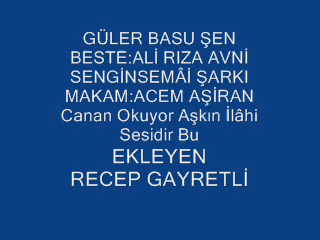 GÜLER BASU ŞEN
BESTE:ALİ RIZA AVNİ
SENGİNSEMÂİ ŞARKI
MAKAM:ACEM AŞİRAN
Canan Okuyor Aşkın İlâhi
Sesidir Bu
EKLEYEN
RECEP GAYRETLİ